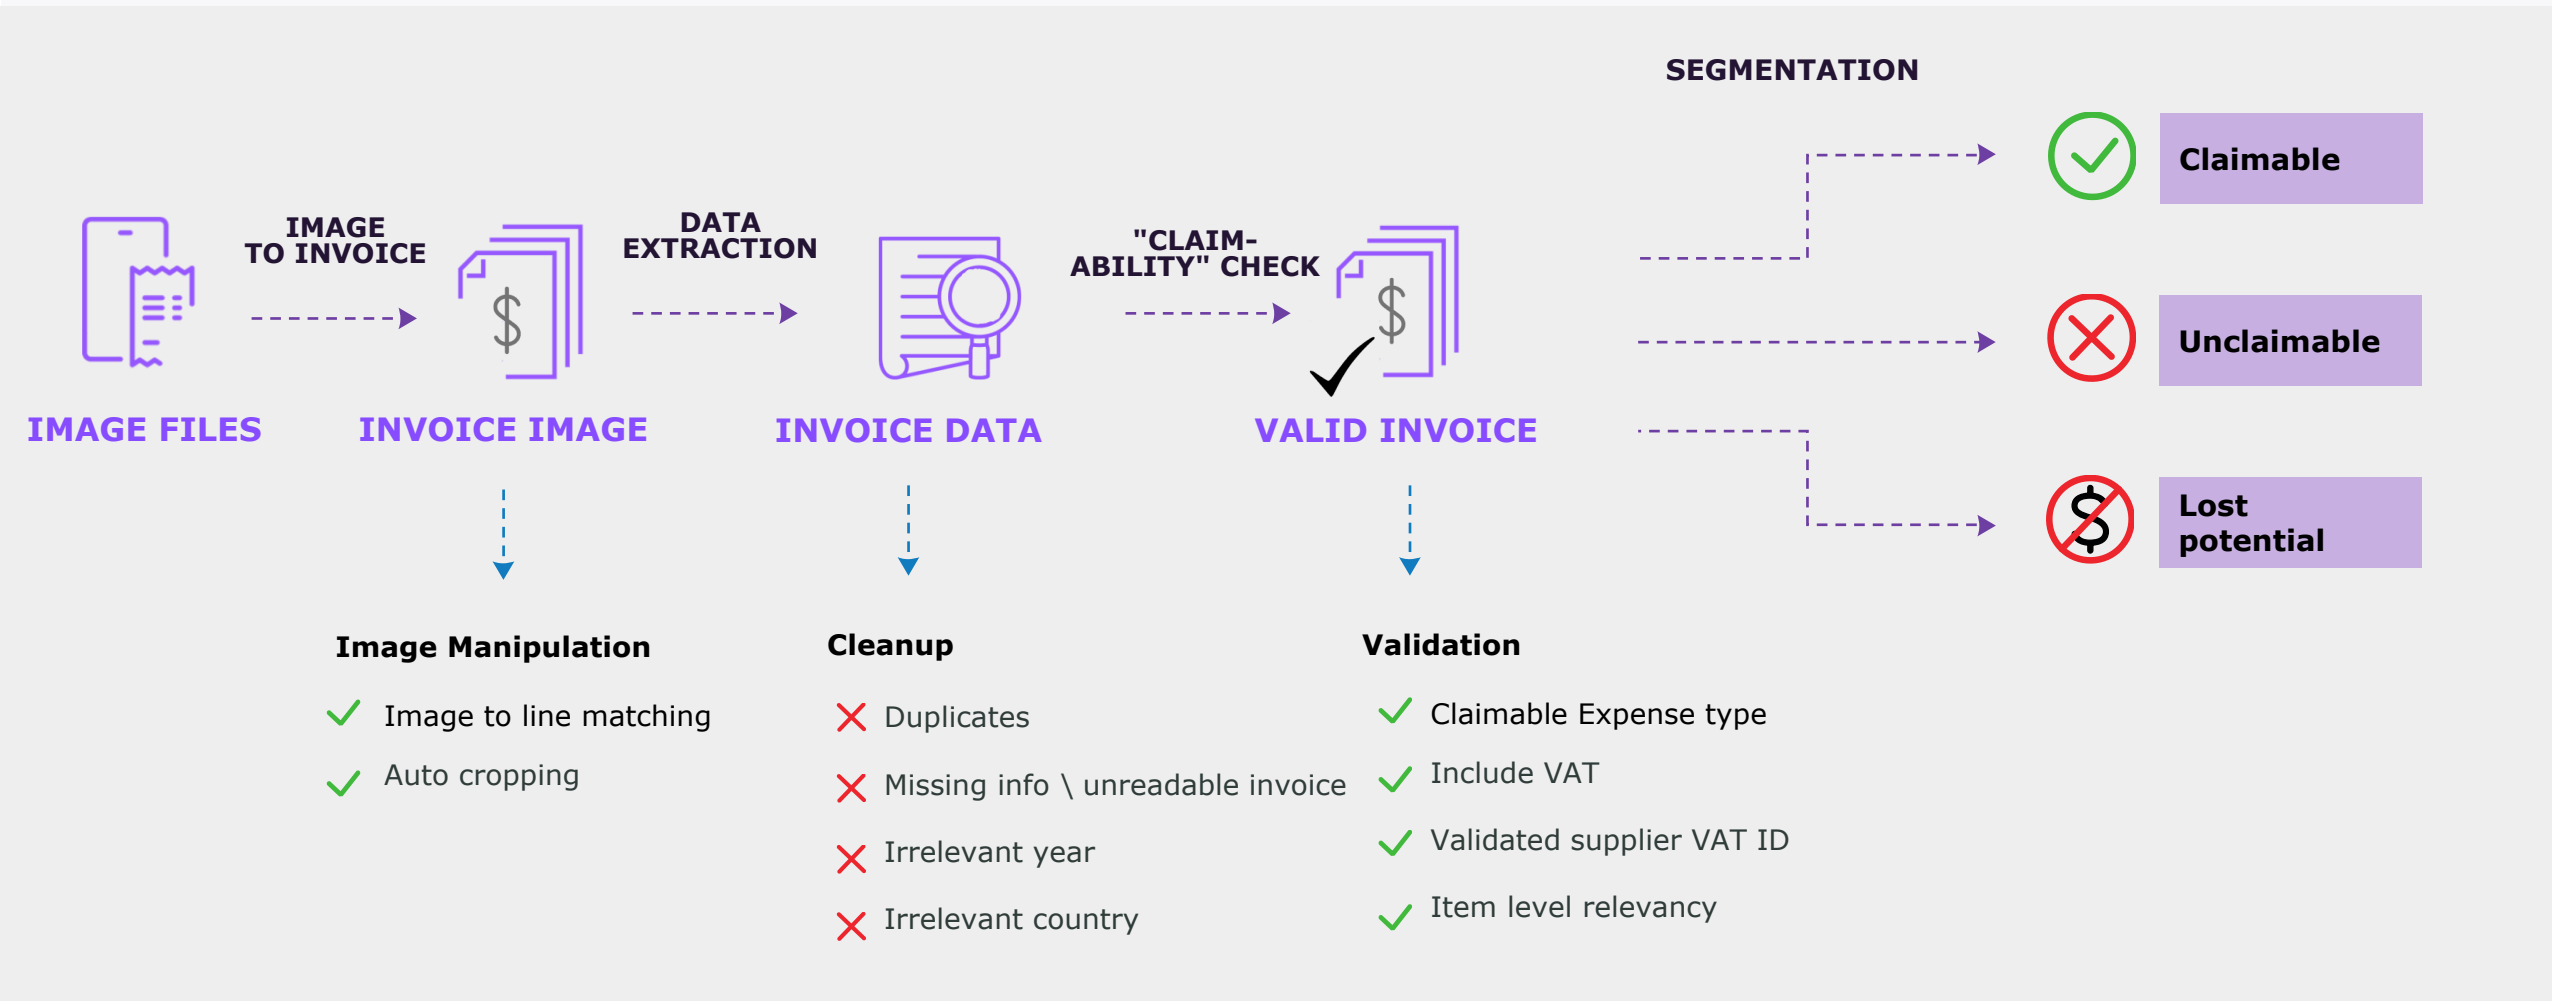 SEGMENTATION
Claimable
IMAGE
TO INVOICE
DATA
EXTRACTION
"CLAIM-
ABILITY" CHECK
$
$
Unclaimable
IMAGE FILES
INVOICE IMAGE
INVOICE DATA
VALID INVOICE
$
Lost
potential
Image Manipulation
Image to line matching
Auto cropping
Cleanup
Duplicates
Missing info \ unreadable invoice
Irrelevant year
Irrelevant country
Validation
Claimable Expense type
Include VAT
Validated supplier VAT ID
Item level relevancy